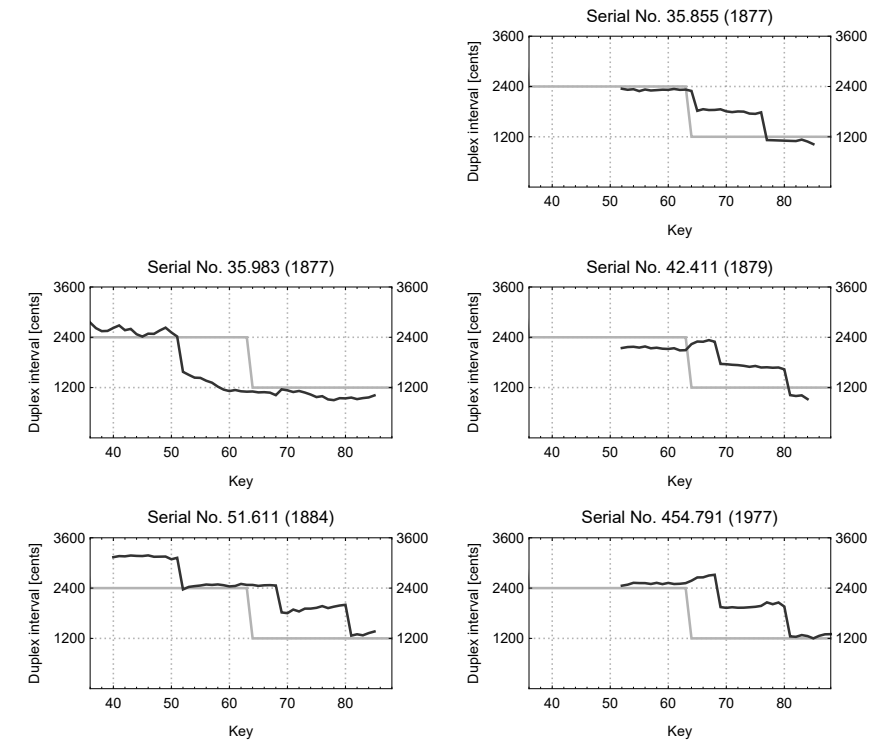 Serial No. 35.855 (1877)
Duplex interval [cents]
3600
2400
1200
3600
2400
1200
40 50 60 70 80
Key
Serial No. 35.983 (1877)
Duplex interval [cents]
3600
2400
1200
3600
2400
1200
40 50 60 70 80
Key
Serial No. 42.411 (1879)
Duplex interval [cents]
3600
2400
1200
3600
2400
1200
40 50 60 70 80
Key
Serial No. 51.611 (1884)
Duplex interval [cents]
3600
2400
1200
3600
2400
1200
40 50 60 70 80
Key
Serial No. 454.791 (1977)
Duplex interval [cents]
3600
2400
1200
3600
2400
1200
40 50 60 70 80
Key